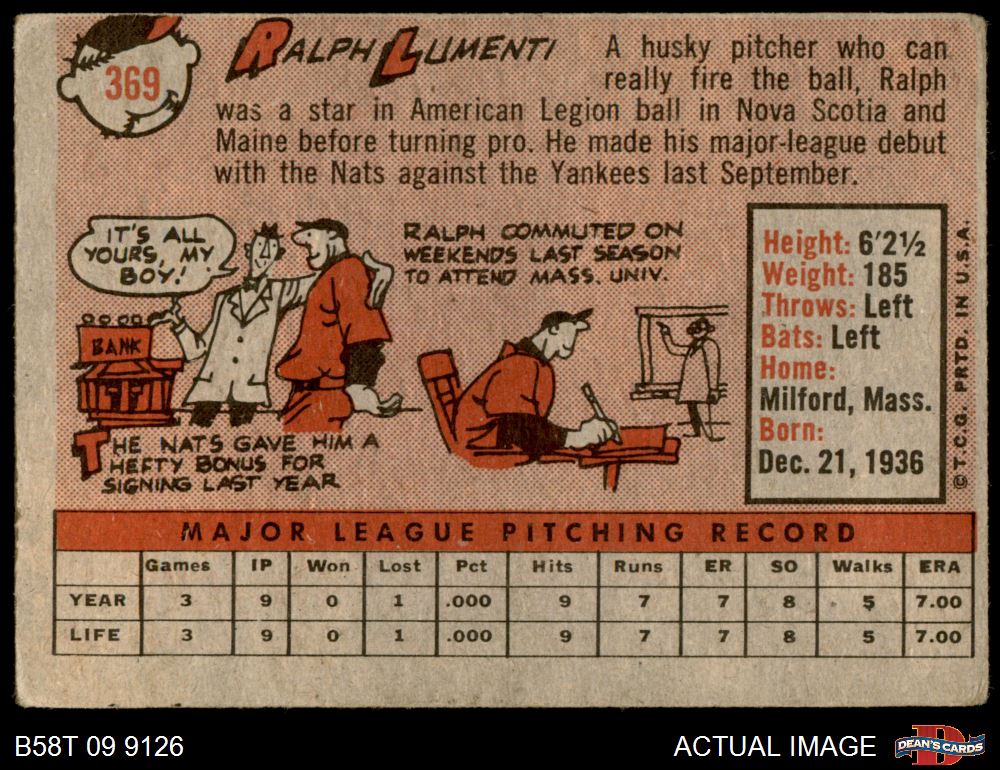 369
RALPH LUMENTI
A husky pitcher who can
really fire the ball, Ralph
was a star in American Legion ball in Nova Scotia and
Maine before turning pro. He made his major-league debut
with the Nats against the Yankees last September.
IT'S ALL
YOURS, MY
BOY!
BANK
THE NATS GAVE HIM A
HEFTY BONUS FOR
SIGNING LAST YEAR
RALPH COMMUTED ON
WEEKENDS LAST SEASON
TO ATTEND MASS. UNIV.
Height: 6'2½
Weight: 185
Throws: Left
Bats: Left
Home:
Milford, Mass.
Born:
Dec. 21, 1936
©T.C.G. PRTD. IN U.S.A.
MAJOR LEAGUE PITCHING RECORD
Games IP Won Lost Pct Hits Runs ER SO Walks ERA
YEAR 3 9 0 1 .000 9 7 7 8 5 7.00
LIFE 3 9 0 1 .000 9 7 7 8 5 7.00
B58T 09 9126
ACTUAL IMAGE
D
DEAN'S CARDS